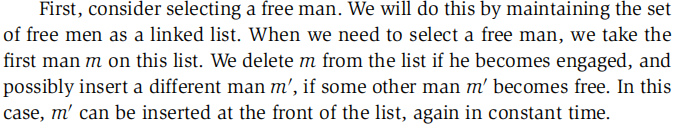 First, consider selecting a free man. We will do this by maintaining the set
of free men as a linked list. When we need to select a free man, we take the
first man m on this list. We delete m from the list if he becomes engaged, and
possibly insert a different man m′, if some other man m′ becomes free. In this
case, m′ can be inserted at the front of the list, again in constant time.